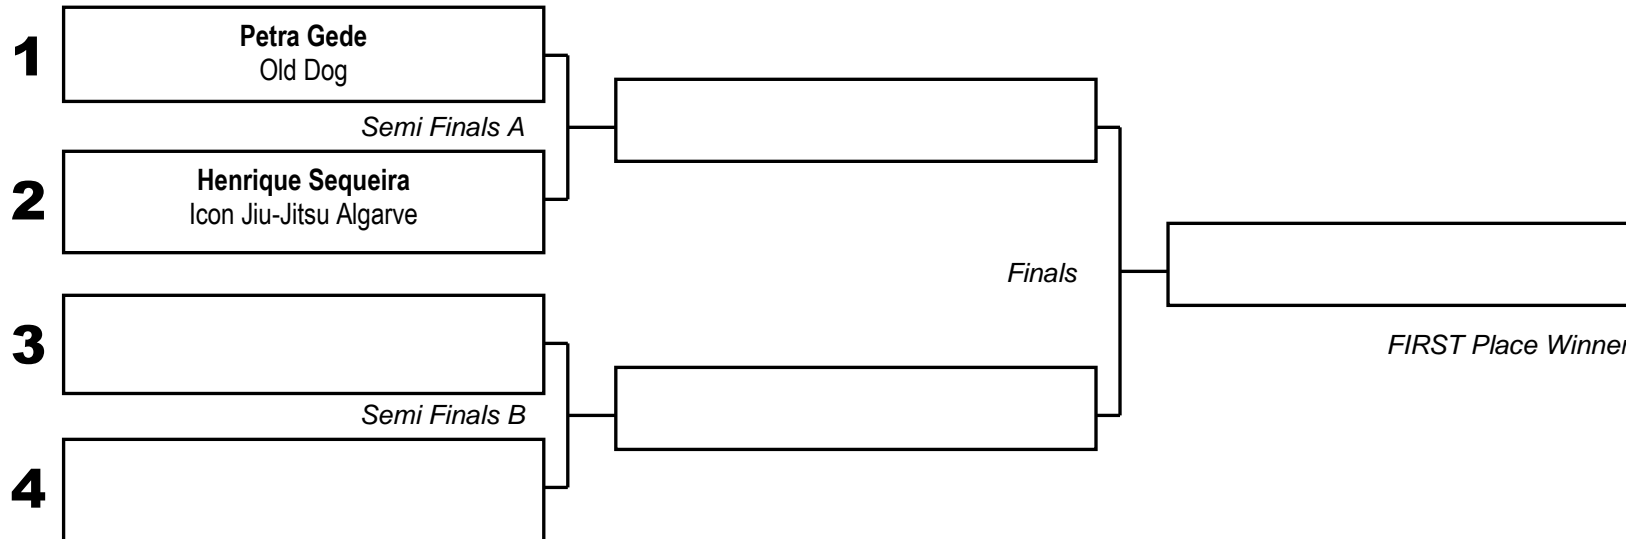 1
Petra Gede
Old Dog
Semi Finals A
2
Henrique Sequeira
Icon Jiu-Jitsu Algarve
Finals
3
FIRST Place Winner
Semi Finals B
4